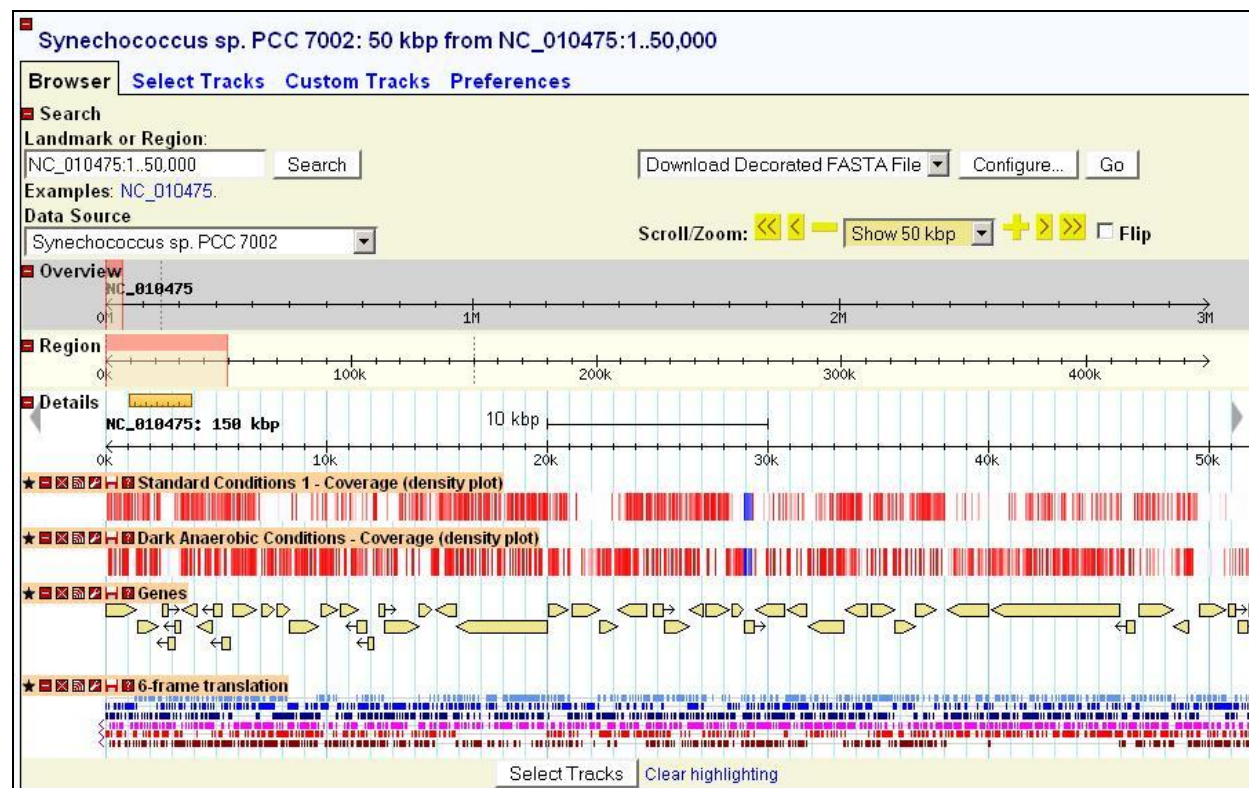 Synechococcus sp. PCC 7002: 50 kbp from NC_010475:1..50,000
Browser Select Tracks Custom Tracks Preferences
Search
Landmark or Region:
NC_010475:1..50,000 Search Download Decorated FASTA File Configure... Go
Examples: NC_010475.
Data Source
Synechococcus sp. PCC 7002 Scroll/Zoom: << < Show 50 kbp > >> Flip
Overview
NC_010475
0M 1M 2M 3M
Region
0k 100k 200k 300k 400k
Details
NC_010475: 150 kbp 10 kbp
0k 10k 20k 30k 40k 50k
Standard Conditions 1 - Coverage (density plot)
Dark Anaerobic Conditions - Coverage (density plot)
Genes
6-frame translation
Select Tracks Clear highlighting